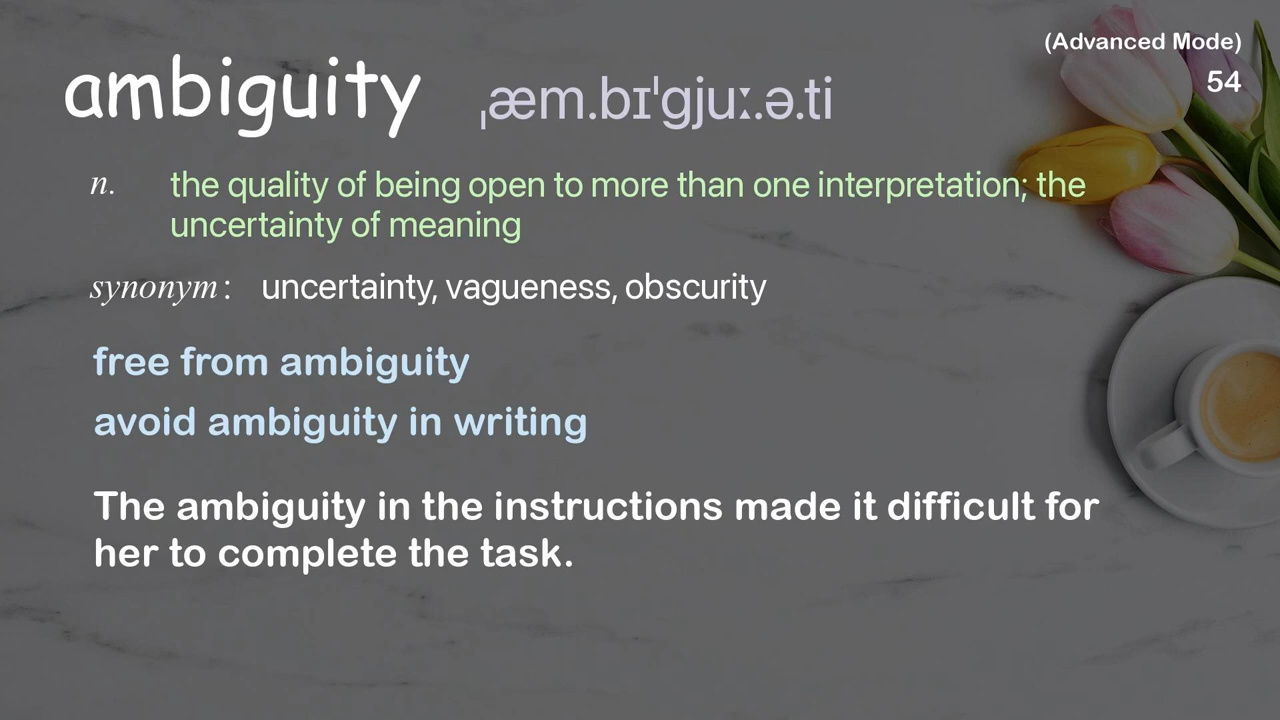 (Advanced Mode)
54
ambiguity ˌæm.bɪˈɡjuː.ə.ti
n. the quality of being open to more than one interpretation; the
uncertainty of meaning
synonym: uncertainty, vagueness, obscurity
free from ambiguity
avoid ambiguity in writing
The ambiguity in the instructions made it difficult for
her to complete the task.